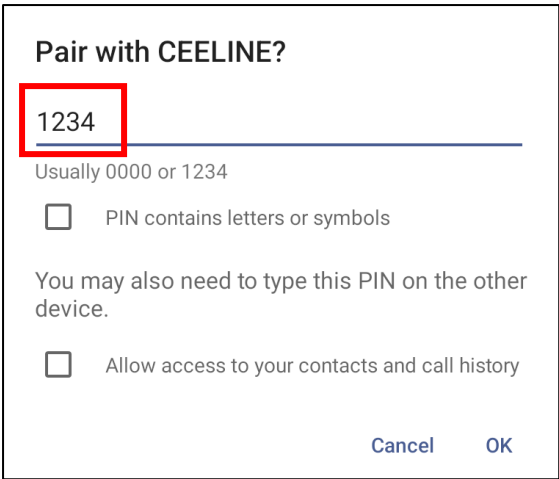 Pair with CEELINE?
1234
Usually 0000 or 1234
PIN contains letters or symbols
You may also need to type this PIN on the other
device.
Allow access to your contacts and call history
Cancel OK